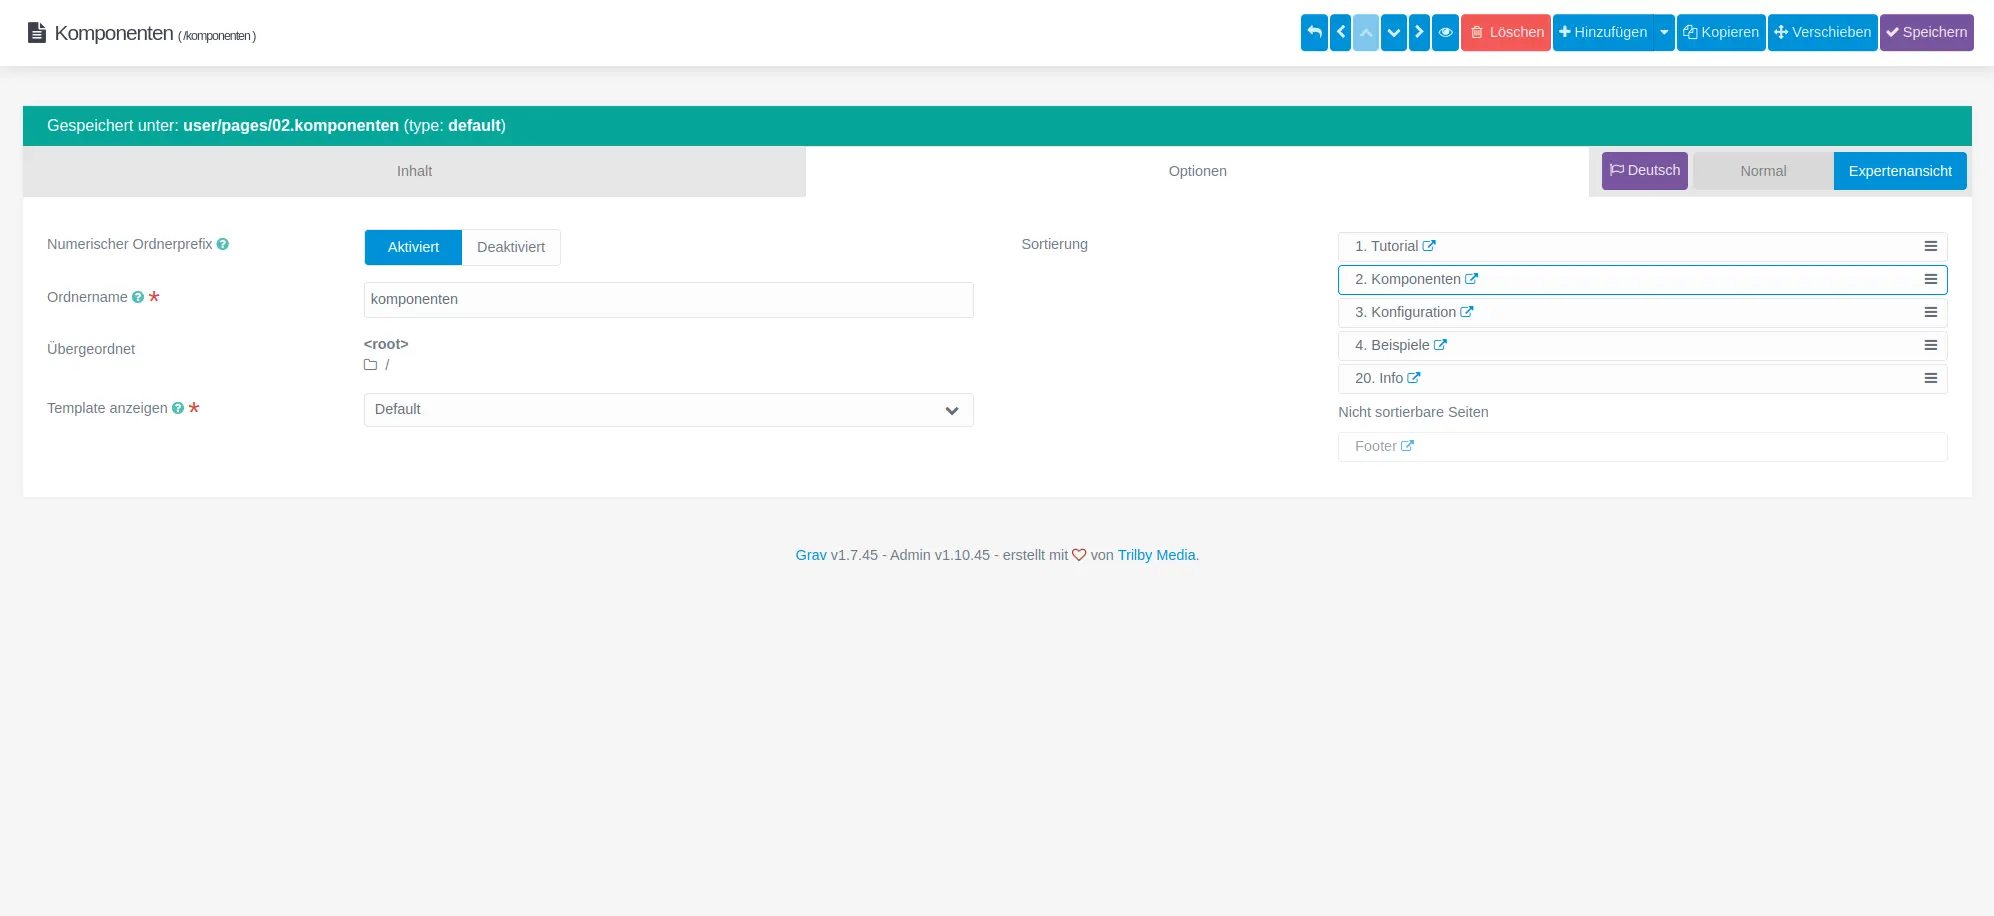 Komponenten ( /komponenten )
Löschen Hinzufügen Kopieren Verschieben Speichern
Gespeichert unter: user/pages/02.komponenten (type: default)
Inhalt Optionen Deutsch Normal Expertenansicht
Numerischer Ordnerprefix ? Aktiviert Deaktiviert
Ordnername ? * komponenten
Übergeordnet <root>
/
Template anzeigen ? * Default
Sortierung
1. Tutorial
2. Komponenten
3. Konfiguration
4. Beispiele
20. Info
Nicht sortierbare Seiten
Footer
Grav v1.7.45 - Admin v1.10.45 - erstellt mit von Trilby Media.